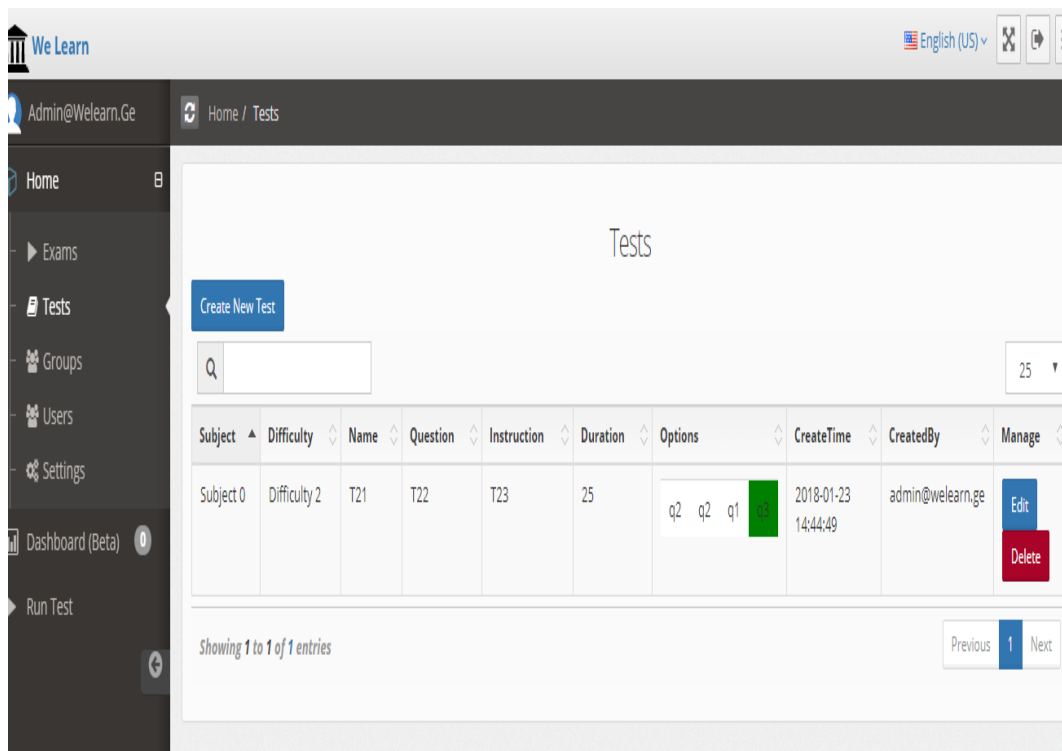 We Learn
English (US)
Admin@Welearn.Ge
Home / Tests
Home
Exams
Tests
Groups
Users
Settings
Dashboard (Beta) 0
Run Test
Tests
Create New Test
25
Subject Difficulty Name Question Instruction Duration Options CreateTime CreatedBy Manage
Subject 0 Difficulty 2 T21 T22 T23 25 q2 q2 q1 q3 2018-01-23 admin@welearn.ge Edit
14:44:49
Delete
Showing 1 to 1 of 1 entries
Previous 1 Next